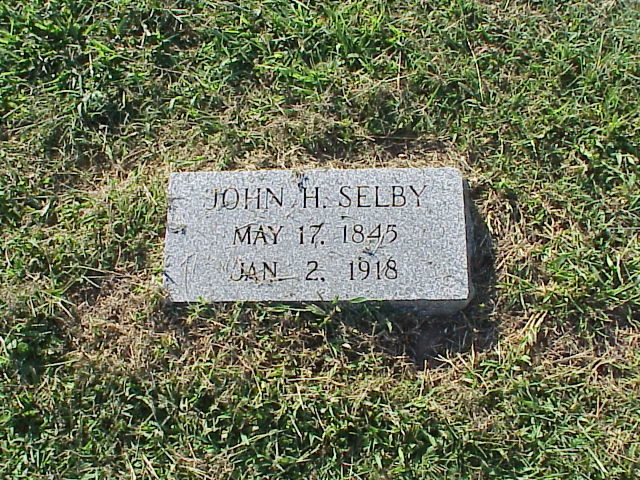 JOHN H. SELBY
MAY 17, 1845
JAN. 2, 1918